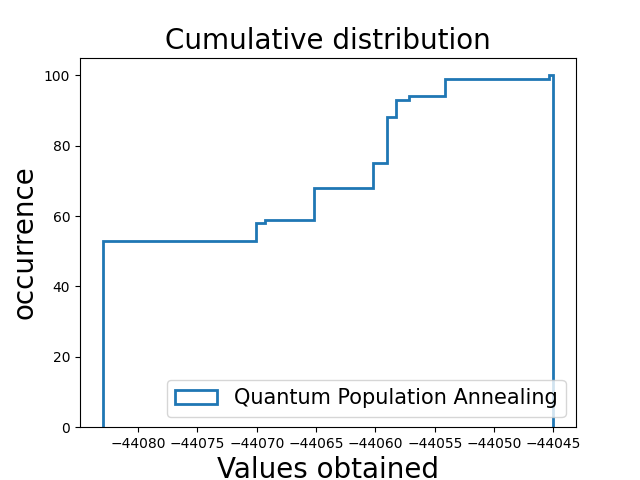 Cumulative distribution
100
80
60
40
20
0
occurrence
Quantum Population Annealing
−44080 −44075 −44070 −44065 −44060 −44055 −44050 −44045
Values obtained